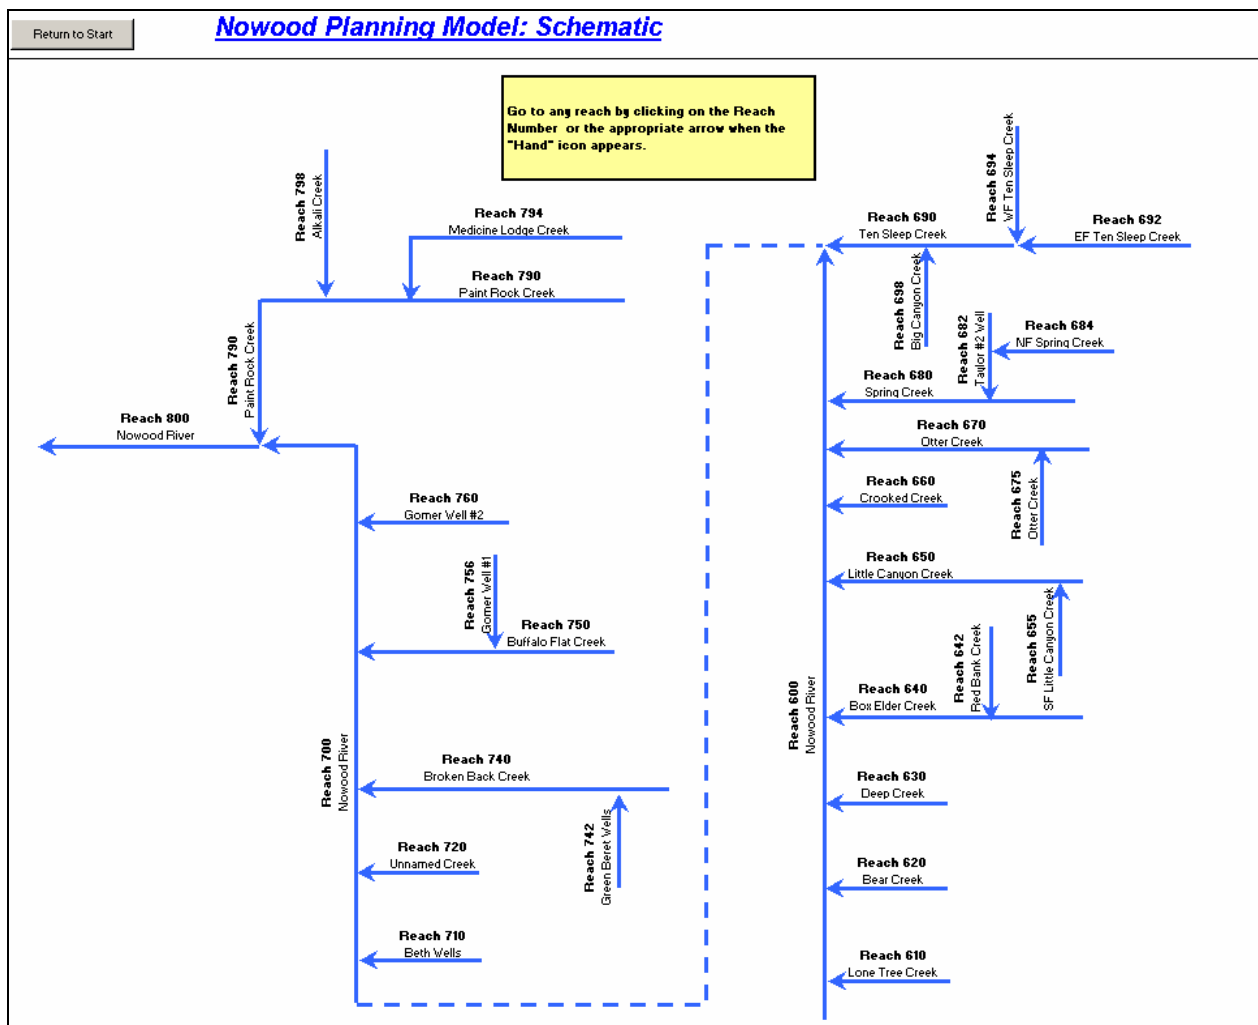 Return to Start
Nowood Planning Model: Schematic
Go to any reach by clicking on the Reach
Number or the appropriate arrow when the
"Hand" icon appears.
Reach 798
Alkali Creek
Reach 794
Medicine Lodge Creek
Reach 790
Paint Rock Creek
Reach 790
Paint Rock Creek
Reach 800
Nowood River
Reach 760
Gomer Well #2
Reach 756
Gomer Well #1
Reach 750
Buffalo Flat Creek
Reach 700
Nowood River
Reach 740
Broken Back Creek
Reach 742
Green Beret Wells
Reach 720
Unnamed Creek
Reach 710
Beth Wells
Reach 694
WF Ten Sleep Creek
Reach 690
Ten Sleep Creek
Reach 692
EF Ten Sleep Creek
Reach 698
Big Canyon Creek
Reach 682
Taylor #2 Well
Reach 684
NF Spring Creek
Reach 680
Spring Creek
Reach 670
Otter Creek
Reach 660
Crooked Creek
Reach 675
Otter Creek
Reach 650
Little Canyon Creek
Reach 655
SF Little Canyon Creek
Reach 642
Red Bank Creek
Reach 640
Box Elder Creek
Reach 600
Nowood River
Reach 630
Deep Creek
Reach 620
Bear Creek
Reach 610
Lone Tree Creek